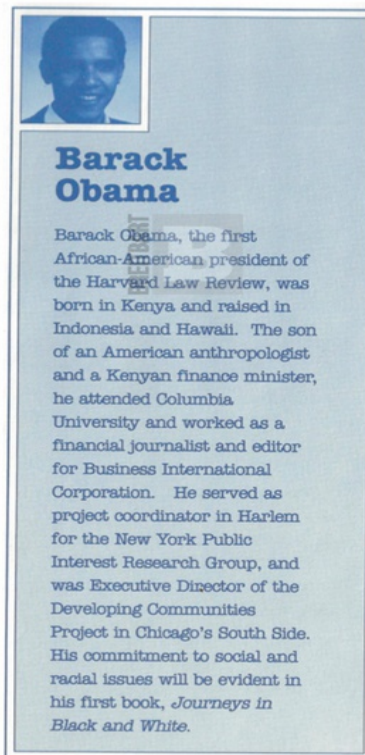 Barack
Obama
Barack Obama, the first
African-American president of
the Harvard Law Review, was
born in Kenya and raised in
Indonesia and Hawaii. The son
of an American anthropologist
and a Kenyan finance minister,
he attended Columbia
University and worked as a
financial journalist and editor
for Business International
Corporation. He served as
project coordinator in Harlem
for the New York Public
Interest Research Group, and
was Executive Director of the
Developing Communities
Project in Chicago's South Side.
His commitment to social and
racial issues will be evident in
his first book, Journeys in
Black and White.
BREITBART
B